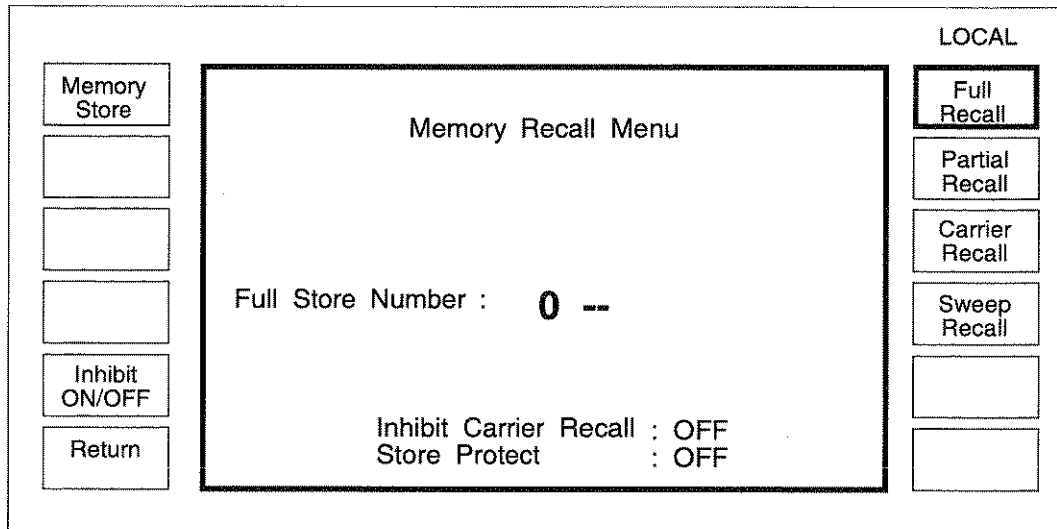 LOCAL
Memory
Store
Inhibit
ON/OFF
Return
Memory Recall Menu
Full Store Number : 0 --
Inhibit Carrier Recall : OFF
Store Protect : OFF
Full
Recall
Partial
Recall
Carrier
Recall
Sweep
Recall